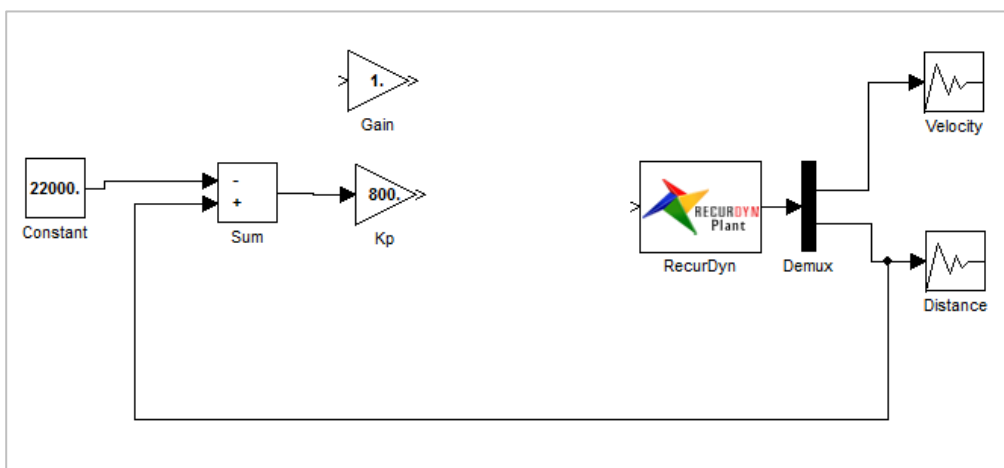 1.
Gain
Velocity
22000.
Constant
-
+
Sum
800.
Kp
RECURDYN
Plant
RecurDyn
Demux
Distance